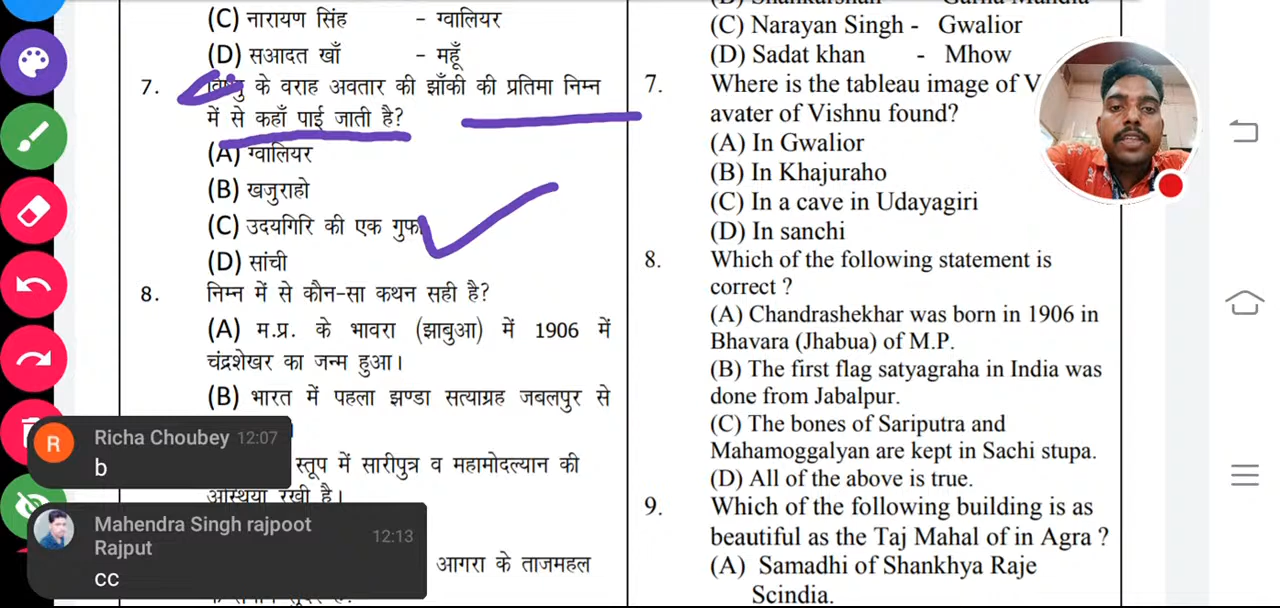 (C) नारायण सिंह - ग्वालियर
(D) सआदत खाँ - महूँ
7. के वराह अवतार की झाँकी की प्रतिमा निम्न
में से कहाँ पाई जाती है?
(A) ग्वालियर
(B) खजुराहो
(C) उदयगिरि की एक गुफा
(D) सांची
8. निम्न में से कौन-सा कथन सही है?
(A) म.प्र. के भावरा (झाबुआ) में 1906 में
चंद्रशेखर का जन्म हुआ।
(B) भारत में पहला झण्डा सत्याग्रह जबलपुर से
स्तूप में सारीपुत्र व महामोदल्यान की
अस्थियां रखी है।
आगरा के ताजमहल
(C) Narayan Singh - Gwalior
(D) Sadat khan - Mhow
7. Where is the tableau image of V
avater of Vishnu found?
(A) In Gwalior
(B) In Khajuraho
(C) In a cave in Udayagiri
(D) In sanchi
8. Which of the following statement is
correct ?
(A) Chandrashekhar was born in 1906 in
Bhavara (Jhabua) of M.P.
(B) The first flag satyagraha in India was
done from Jabalpur.
(C) The bones of Sariputra and
Mahamoggalyan are kept in Sachi stupa.
(D) All of the above is true.
9. Which of the following building is as
beautiful as the Taj Mahal of in Agra ?
(A) Samadhi of Shankhya Raje
Scindia.
R
Richa Choubey 12:07
b
Mahendra Singh rajpoot
Rajput 12:13
cc